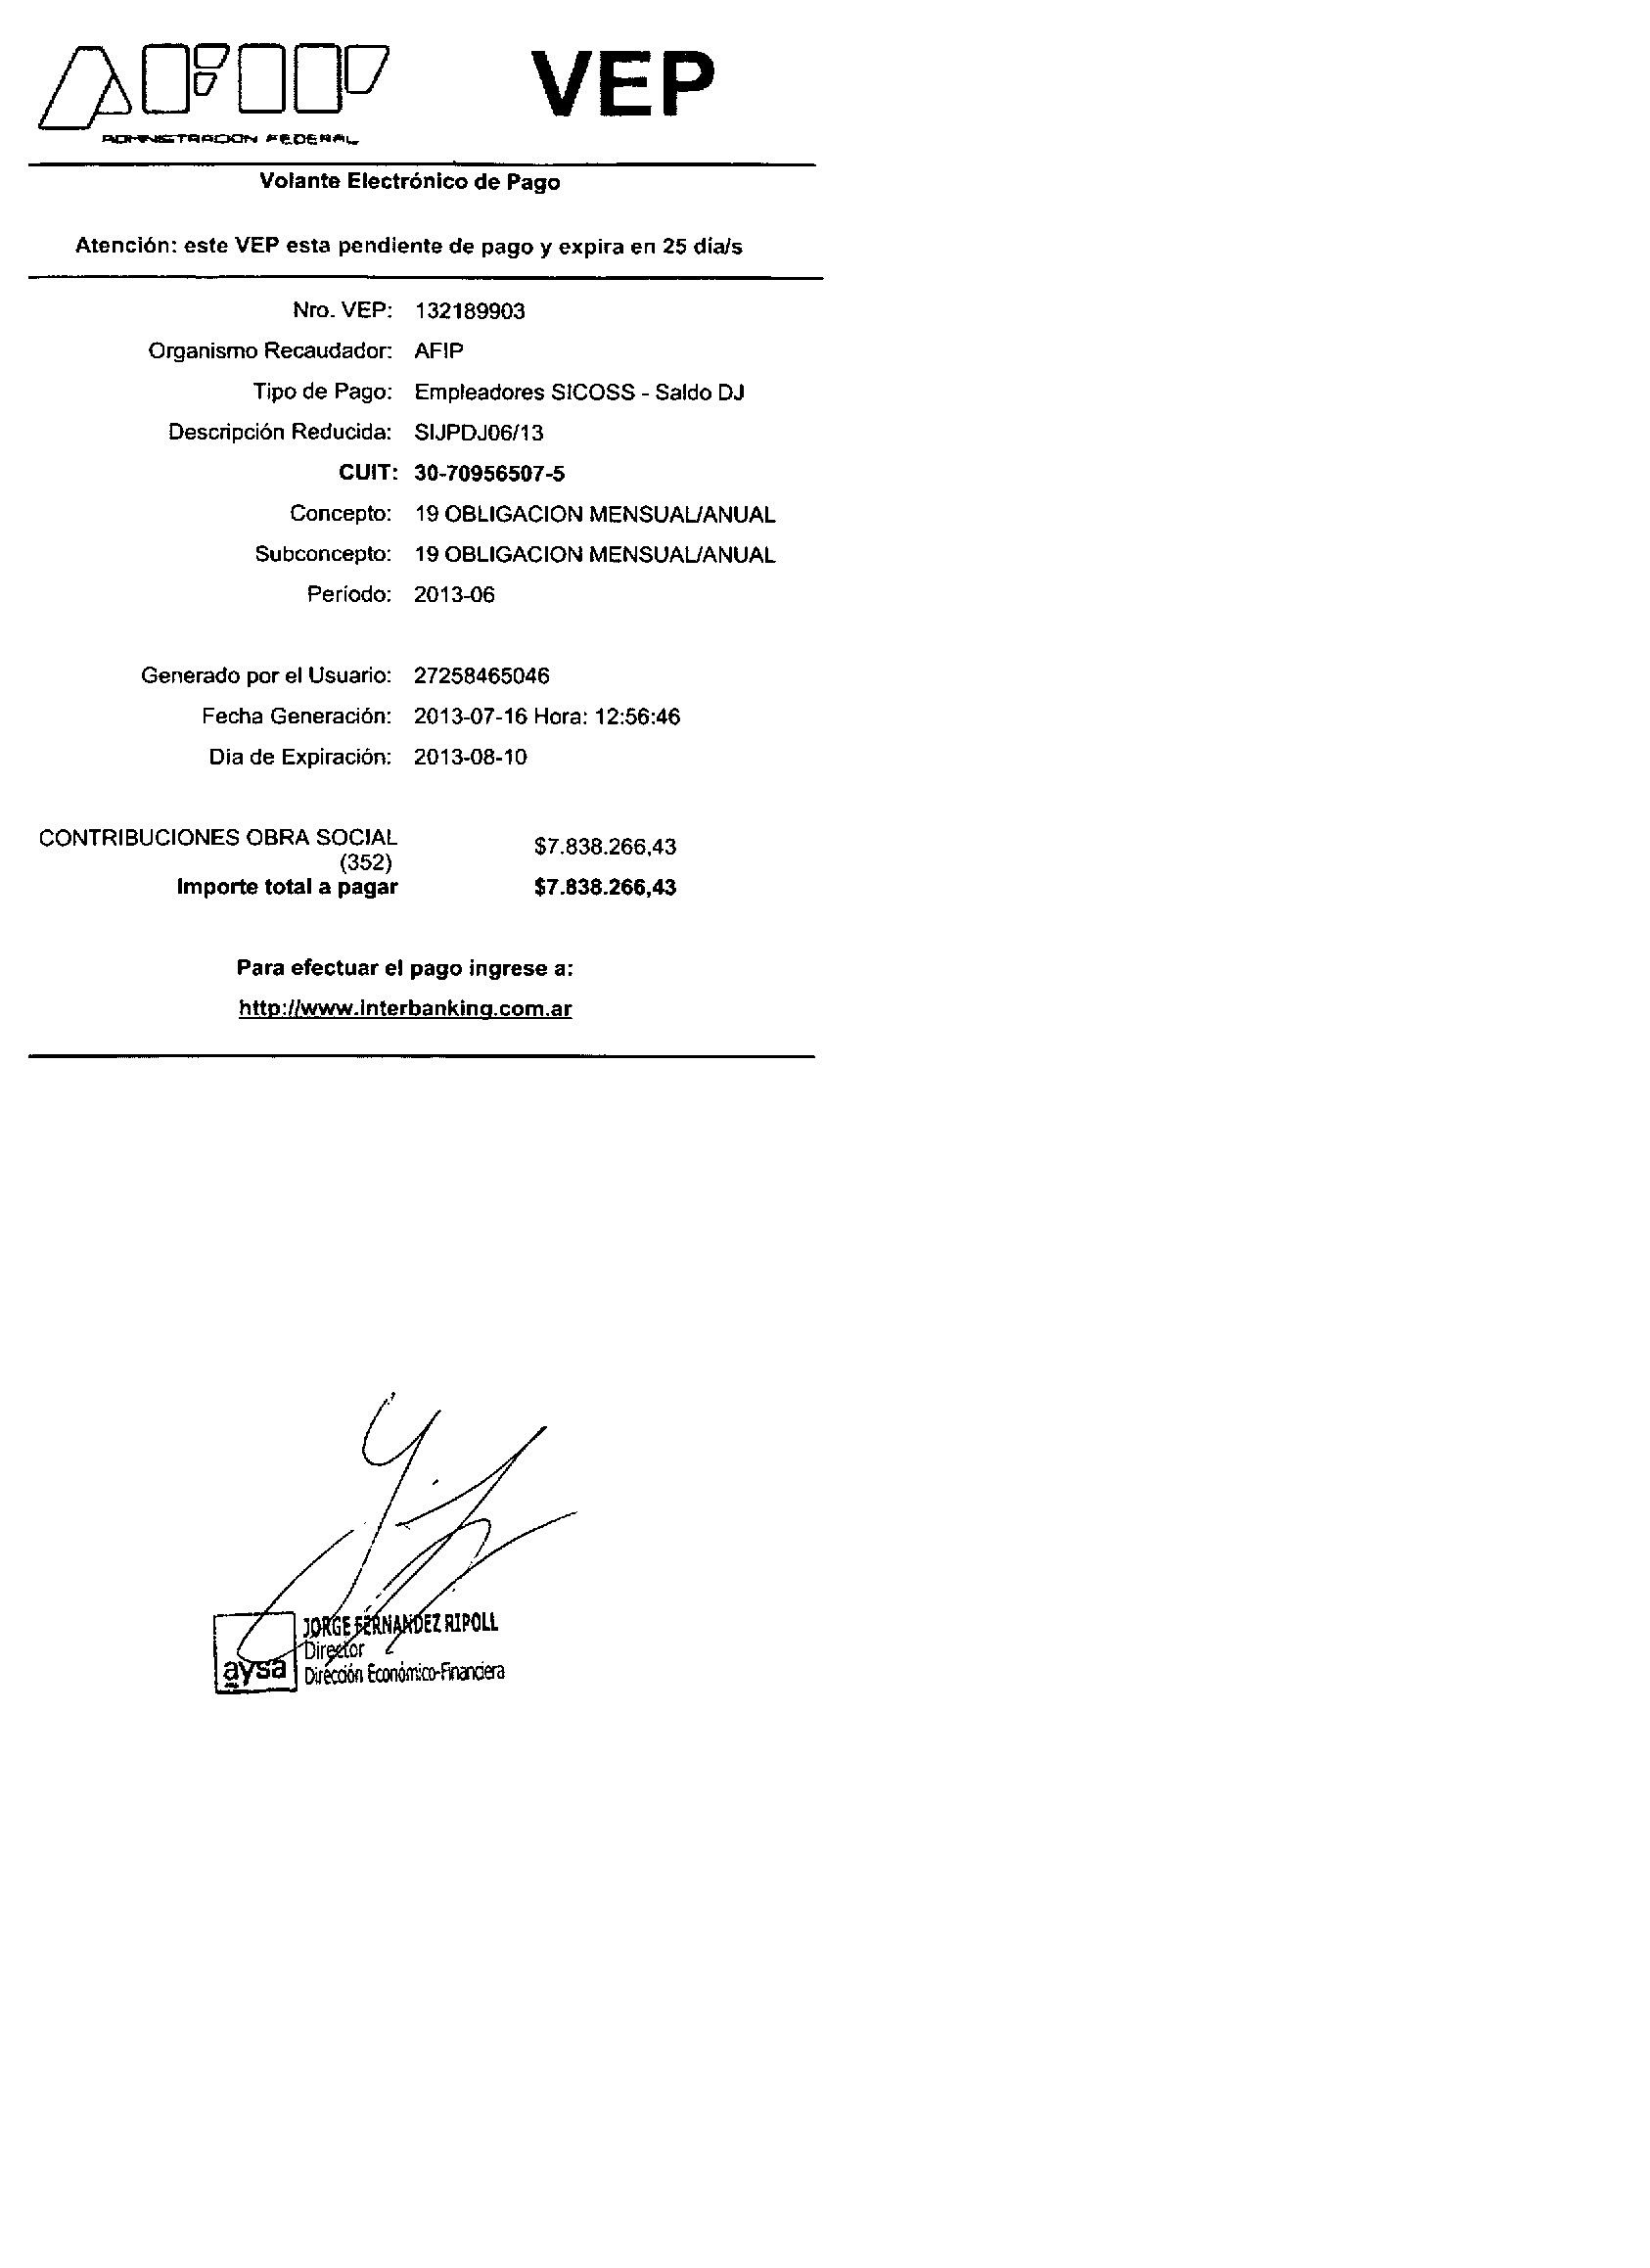 AFIP
VEP
ADMINISTRACION FEDERAL
Volante Electrónico de Pago
Atención: este VEP esta pendiente de pago y expira en 25 día/s
Nro. VEP: 132189903
Organismo Recaudador: AFIP
Tipo de Pago: Empleadores SICOSS - Saldo DJ
Descripción Reducida: SIJPDJ06/13
CUIT: 30-70956507-5
Concepto: 19 OBLIGACION MENSUAL/ANUAL
Subconcepto: 19 OBLIGACION MENSUAL/ANUAL
Período: 2013-06
Generado por el Usuario: 27258465046
Fecha Generación: 2013-07-16 Hora: 12:56:46
Día de Expiración: 2013-08-10
CONTRIBUCIONES OBRA SOCIAL
(352) $7.838.266,43
Importe total a pagar $7.838.266,43
Para efectuar el pago ingrese a:
http://www.interbanking.com.ar
JORGE FERNANDEZ RIPOLL
Director
aysa Dirección Económico-Financiera